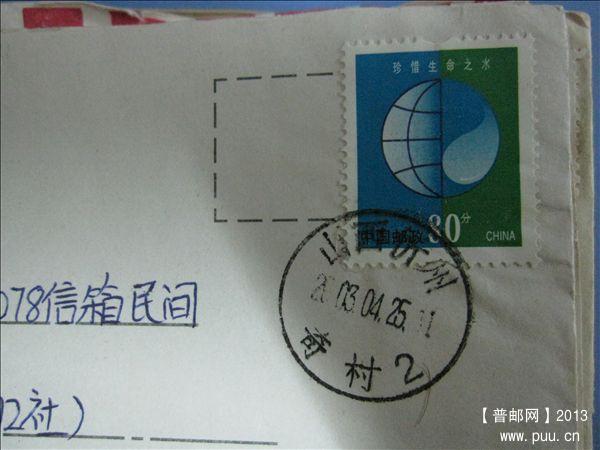 珍惜生命之水
中国邮政 80分 CHINA
山西忻州
2003.04.25.11
奇村2
078信箱民间
02社)
【普邮网】2013
www.puu.cn